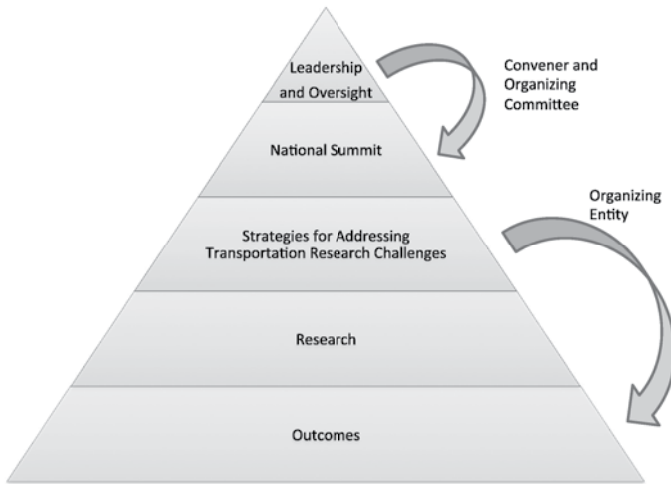 Leadership
and Oversight
Convener and
Organizing
Committee
National Summit
Organizing
Entity
Strategies for Addressing
Transportation Research Challenges
Research
Outcomes